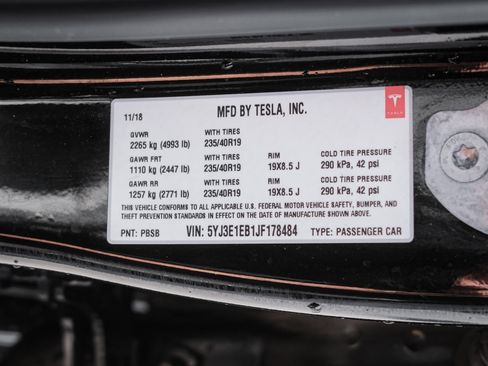 11/18 MFD BY TESLA, INC.
TESLA
GVWR WITH TIRES
2265 kg (4993 lb) 235/40R19
GAWR FRT WITH TIRES RIM COLD TIRE PRESSURE
1110 kg (2447 lb) 235/40R19 19X8.5 J 290 kPa, 42 psi
GAWR RR WITH TIRES RIM COLD TIRE PRESSURE
1257 kg (2771 lb) 235/40R19 19X8.5 J 290 kPa, 42 psi
THIS VEHICLE CONFORMS TO ALL APPLICABLE U.S. FEDERAL MOTOR VEHICLE SAFETY, BUMPER, AND
THEFT PREVENTION STANDARDS IN EFFECT ON THE DATE OF MANUFACTURE SHOWN ABOVE.
PNT: PBSB VIN: 5YJ3E1EB1JF178484 TYPE: PASSENGER CAR